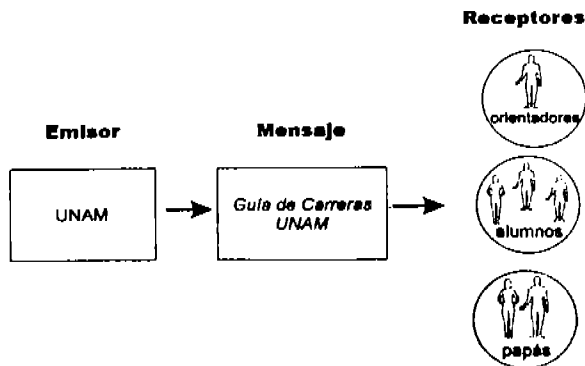 Receptores
orientadores
Emisor
Mensaje
UNAM
Guía de Carreras
UNAM
alumnos
papás